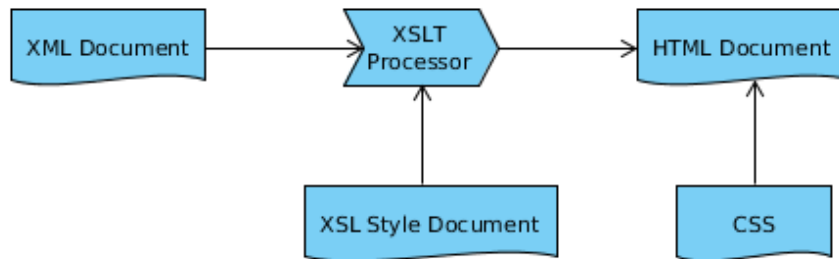 XML Document
XSLT
Processor
HTML Document
XSL Style Document
CSS